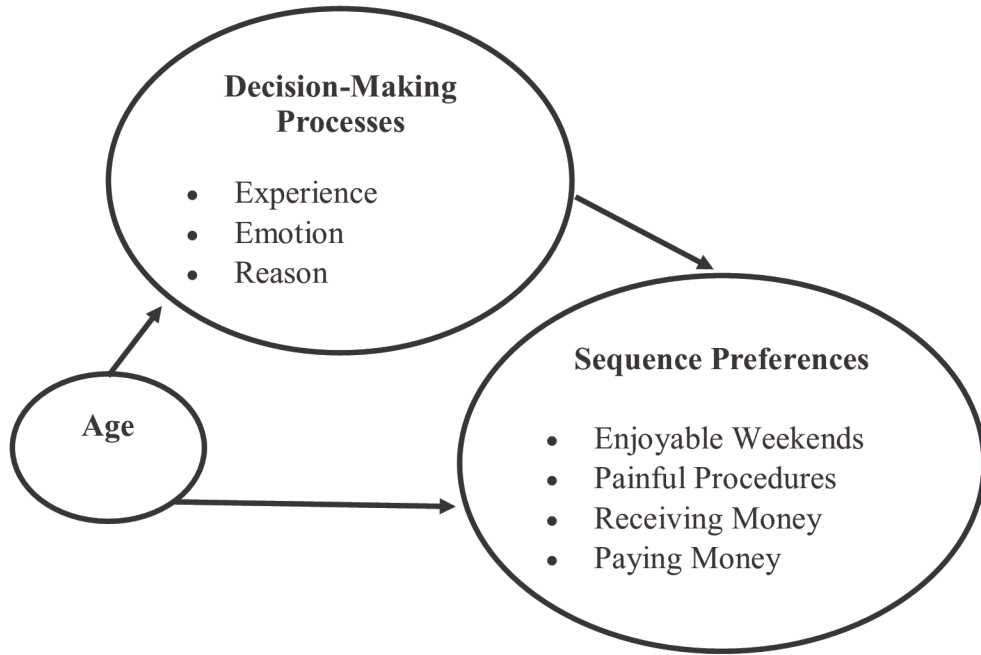 Decision-Making
Processes
• Experience
• Emotion
• Reason
Sequence Preferences
• Enjoyable Weekends
• Painful Procedures
• Receiving Money
• Paying Money
Age